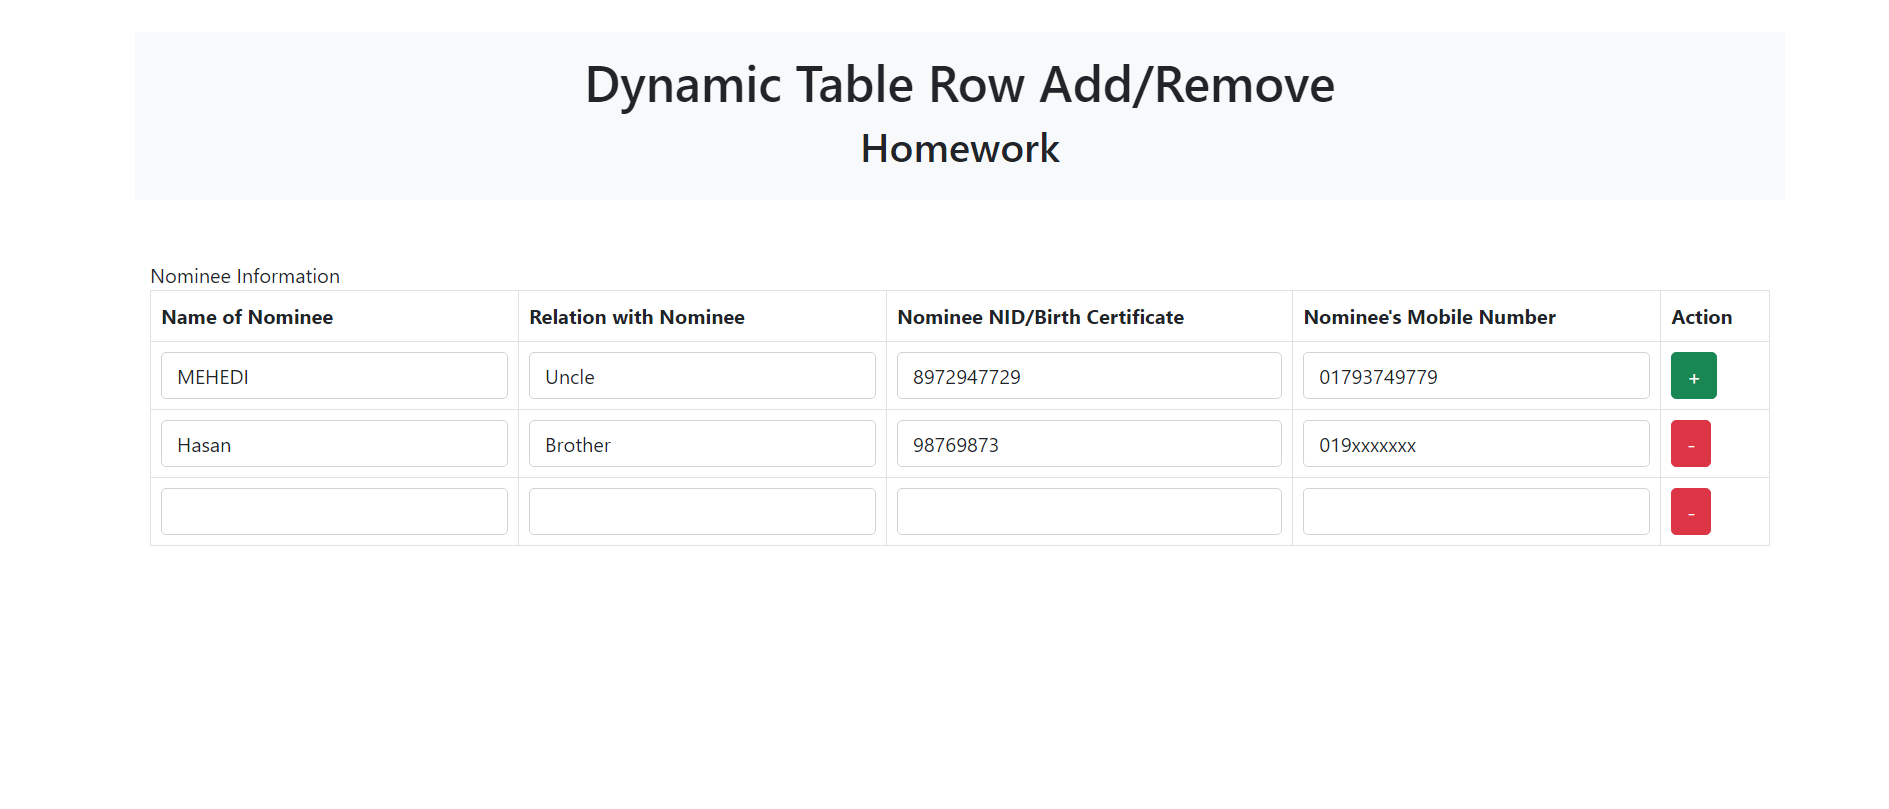 Dynamic Table Row Add/Remove
Homework
Nominee Information
Name of Nominee Relation with Nominee Nominee NID/Birth Certificate Nominee's Mobile Number Action
MEHEDI Uncle 8972947729 01793749779 +
Hasan Brother 98769873 019xxxxxxx -
-